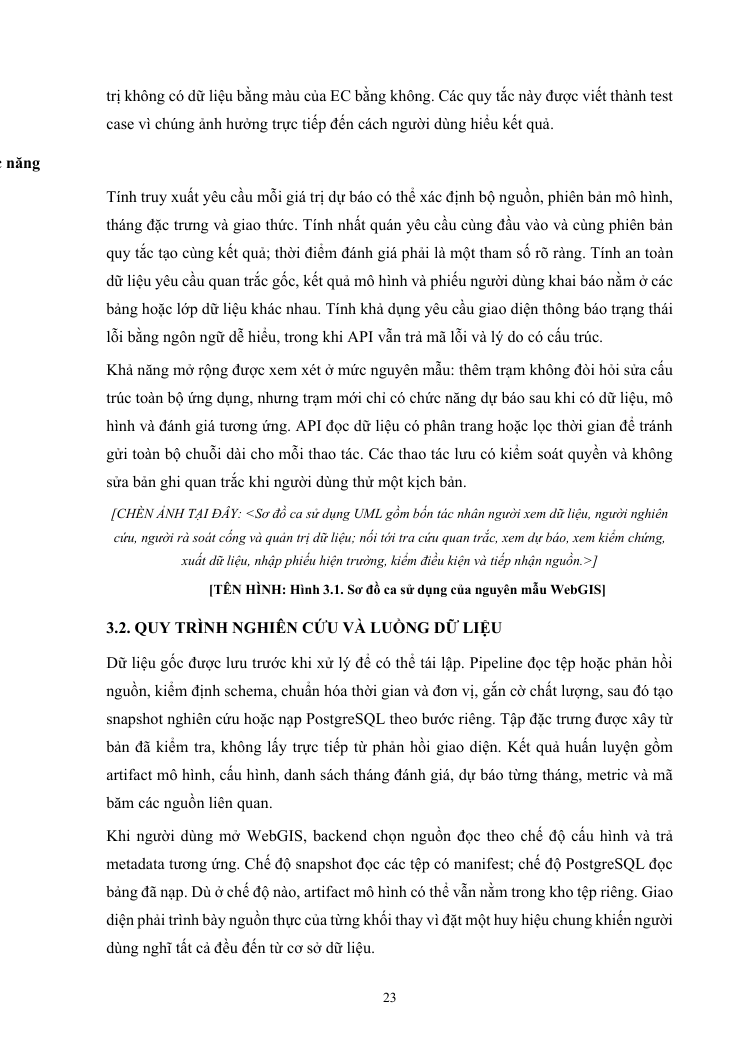 trị không có dữ liệu bằng màu của EC bằng không. Các quy tắc này được viết thành test
case vì chúng ảnh hưởng trực tiếp đến cách người dùng hiểu kết quả.
năng
Tính truy xuất yêu cầu mỗi giá trị dự báo có thể xác định bộ nguồn, phiên bản mô hình,
tháng đặc trưng và giao thức. Tính nhất quán yêu cầu cùng đầu vào và cùng phiên bản
quy tắc tạo cùng kết quả; thời điểm đánh giá phải là một tham số rõ ràng. Tính an toàn
dữ liệu yêu cầu quan trắc gốc, kết quả mô hình và phiếu người dùng khai báo nằm ở các
bảng hoặc lớp dữ liệu khác nhau. Tính khả dụng yêu cầu giao diện thông báo trạng thái
lỗi bằng ngôn ngữ dễ hiểu, trong khi API vẫn trả mã lỗi và lý do có cấu trúc.
Khả năng mở rộng được xem xét ở mức nguyên mẫu: thêm trạm không đòi hỏi sửa cấu
trúc toàn bộ ứng dụng, nhưng trạm mới chỉ có chức năng dự báo sau khi có dữ liệu, mô
hình và đánh giá tương ứng. API đọc dữ liệu có phân trang hoặc lọc thời gian để tránh
gửi toàn bộ chuỗi dài cho mỗi thao tác. Các thao tác lưu có kiểm soát quyền và không
sửa bản ghi quan trắc khi người dùng thử một kịch bản.
[CHÈN ẢNH TẠI ĐÂY: <Sơ đồ ca sử dụng UML gồm bốn tác nhân người xem dữ liệu, người nghiên
cứu, người rà soát cống và quản trị dữ liệu; nối tới tra cứu quan trắc, xem dự báo, xem kiểm chứng,
xuất dữ liệu, nhập phiếu hiện trường, kiểm điều kiện và tiếp nhận nguồn.>]
[TÊN HÌNH: Hình 3.1. Sơ đồ ca sử dụng của nguyên mẫu WebGIS]
3.2. QUY TRÌNH NGHIÊN CỨU VÀ LUỒNG DỮ LIỆU
Dữ liệu gốc được lưu trước khi xử lý để có thể tái lập. Pipeline đọc tệp hoặc phản hồi
nguồn, kiểm định schema, chuẩn hóa thời gian và đơn vị, gắn cờ chất lượng, sau đó tạo
snapshot nghiên cứu hoặc nạp PostgreSQL theo bước riêng. Tập đặc trưng được xây từ
bản đã kiểm tra, không lấy trực tiếp từ phản hồi giao diện. Kết quả huấn luyện gồm
artifact mô hình, cấu hình, danh sách tháng đánh giá, dự báo từng tháng, metric và mã
băm các nguồn liên quan.
Khi người dùng mở WebGIS, backend chọn nguồn đọc theo chế độ cấu hình và trả
metadata tương ứng. Chế độ snapshot đọc các tệp có manifest; chế độ PostgreSQL đọc
bảng đã nạp. Dù ở chế độ nào, artifact mô hình có thể vẫn nằm trong kho tệp riêng. Giao
diện phải trình bày nguồn thực của từng khối thay vì đặt một huy hiệu chung khiến người
dùng nghĩ tất cả đều đến từ cơ sở dữ liệu.
23